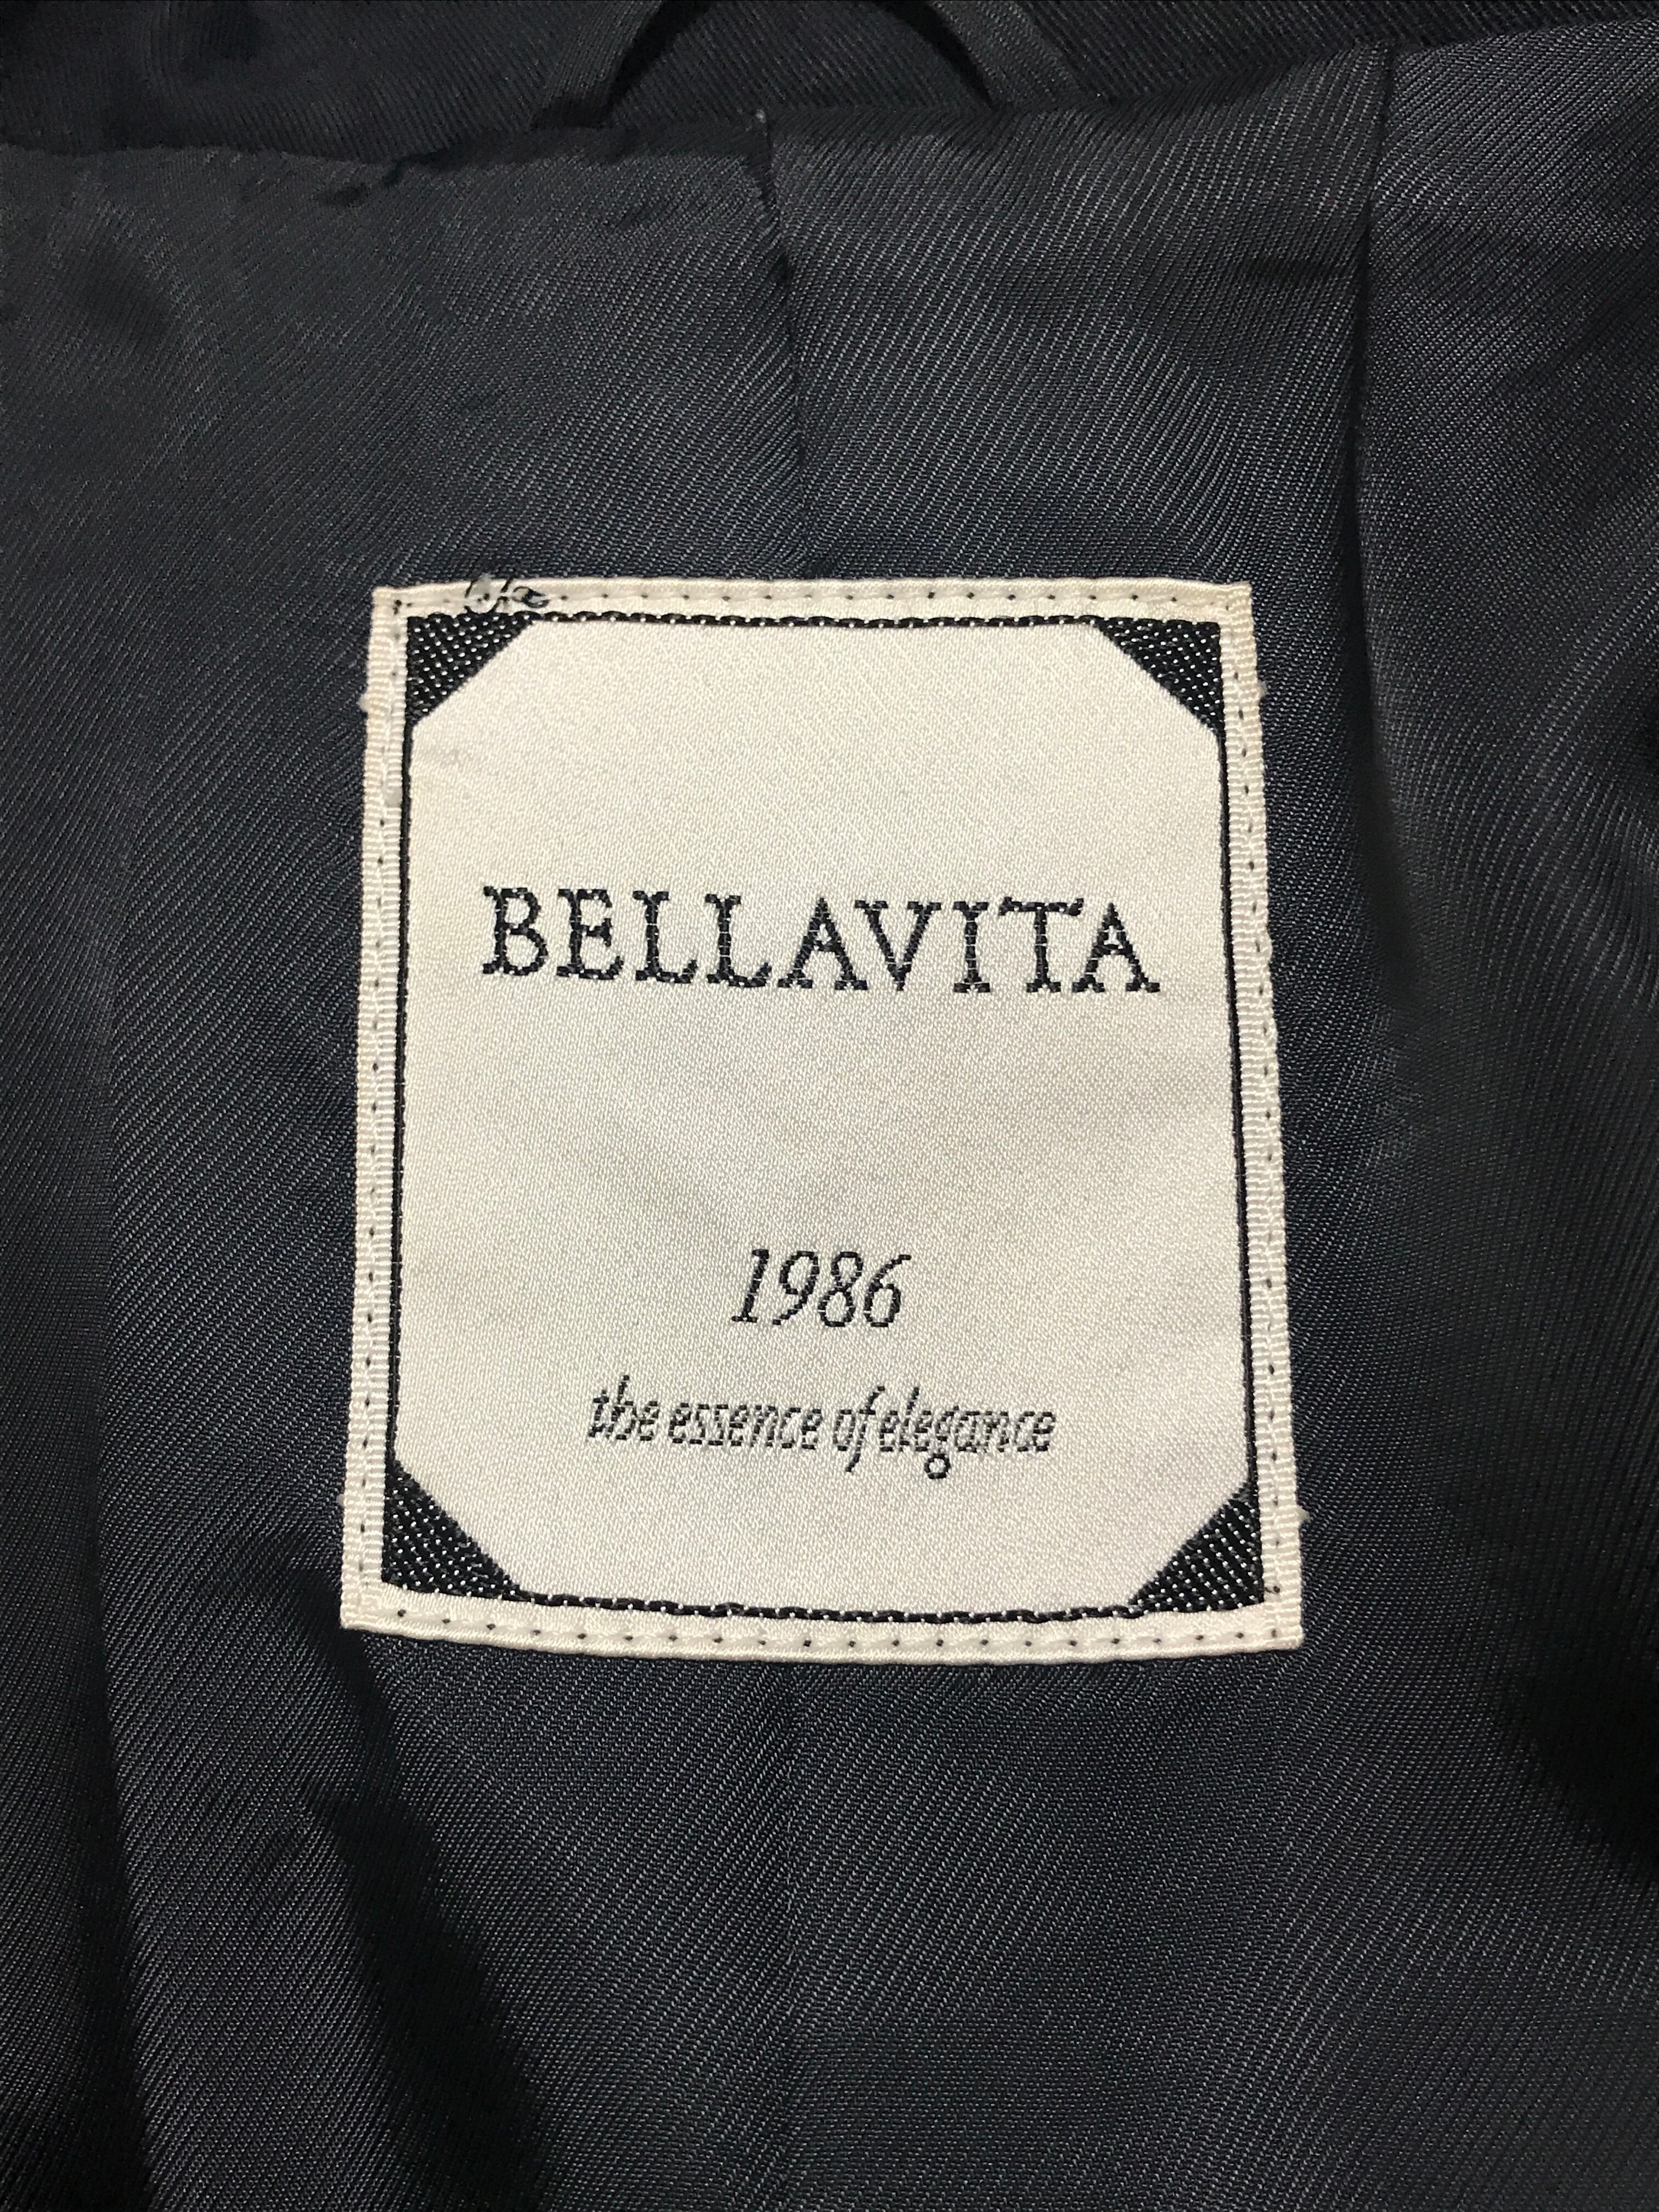 BELLAVITA
1986
the essence of elegance